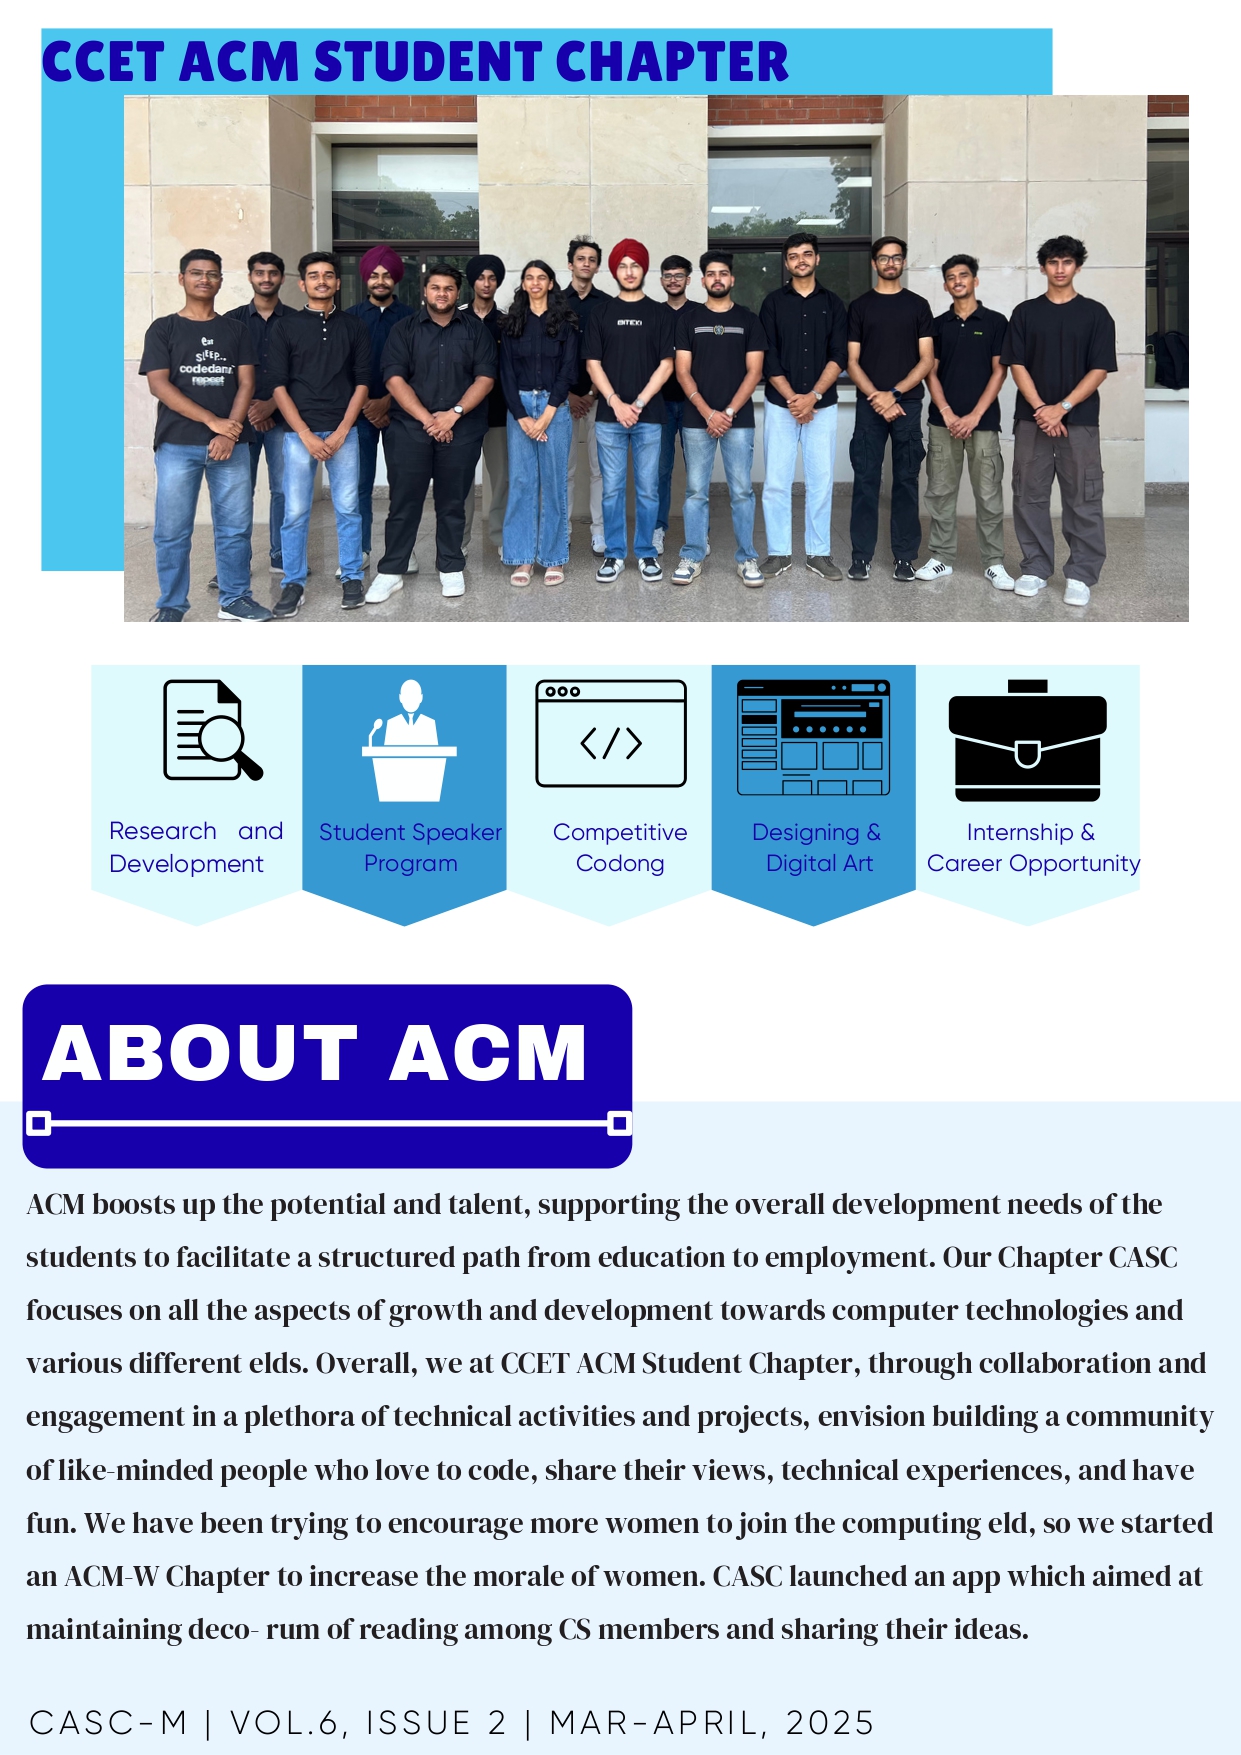 CCET ACM STUDENT CHAPTER
Eat
SLEEP...
codedamn
repeat
Research and
Development
Student Speaker
Program
Competitive
Codong
Designing &
Digital Art
Internship &
Career Opportunity
ABOUT ACM
ACM boosts up the potential and talent, supporting the overall development needs of the
students to facilitate a structured path from education to employment. Our Chapter CASC
focuses on all the aspects of growth and development towards computer technologies and
various different elds. Overall, we at CCET ACM Student Chapter, through collaboration and
engagement in a plethora of technical activities and projects, envision building a community
of like-minded people who love to code, share their views, technical experiences, and have
fun. We have been trying to encourage more women to join the computing eld, so we started
an ACM-W Chapter to increase the morale of women. CASC launched an app which aimed at
maintaining deco- rum of reading among CS members and sharing their ideas.
CASC-M | VOL.6, ISSUE 2 | MAR-APRIL, 2025